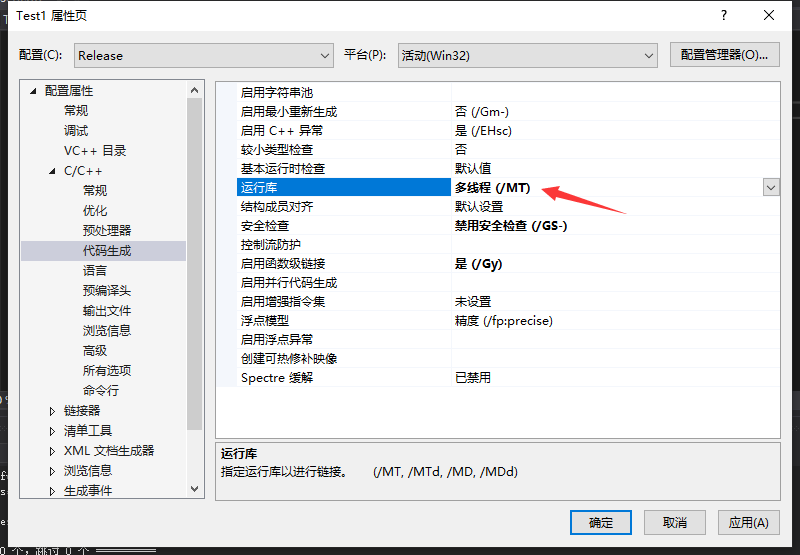 Test1 属性页
配置(C):
Release
平台(P):
活动(Win32)
配置管理器(O)...
配置属性
常规
调试
VC++ 目录
C/C++
常规
优化
预处理器
代码生成
语言
预编译头
输出文件
浏览信息
高级
所有选项
命令行
链接器
清单工具
XML 文档生成器
浏览信息
生成事件
启用字符串池
启用最小重新生成 否 (/Gm-)
启用 C++ 异常 是 (/EHsc)
较小类型检查 否
基本运行时检查 默认值
运行库 多线程 (/MT)
结构成员对齐 默认设置
安全检查 禁用安全检查 (/GS-)
控制流防护
启用函数级链接 是 (/Gy)
启用并行代码生成
启用增强指令集 未设置
浮点模型 精度 (/fp:precise)
启用浮点异常
创建可热修补映像
Spectre 缓解 已禁用
运行库
指定运行库以进行链接。 (/MT, /MTd, /MD, /MDd)
确定
取消
应用(A)
0 个，跳过 0 个